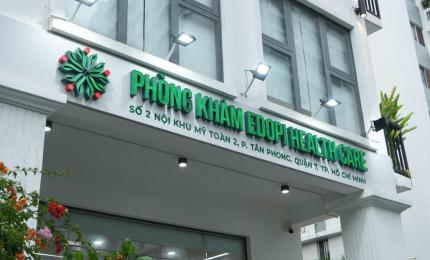 PHÒNG KHÁM EDOPI HEALTH CARE
SỐ 2 NỘI KHU MỸ TOÀN 2, P. TÂN PHONG, QUẬN 7, TP. HỒ CHÍ MINH